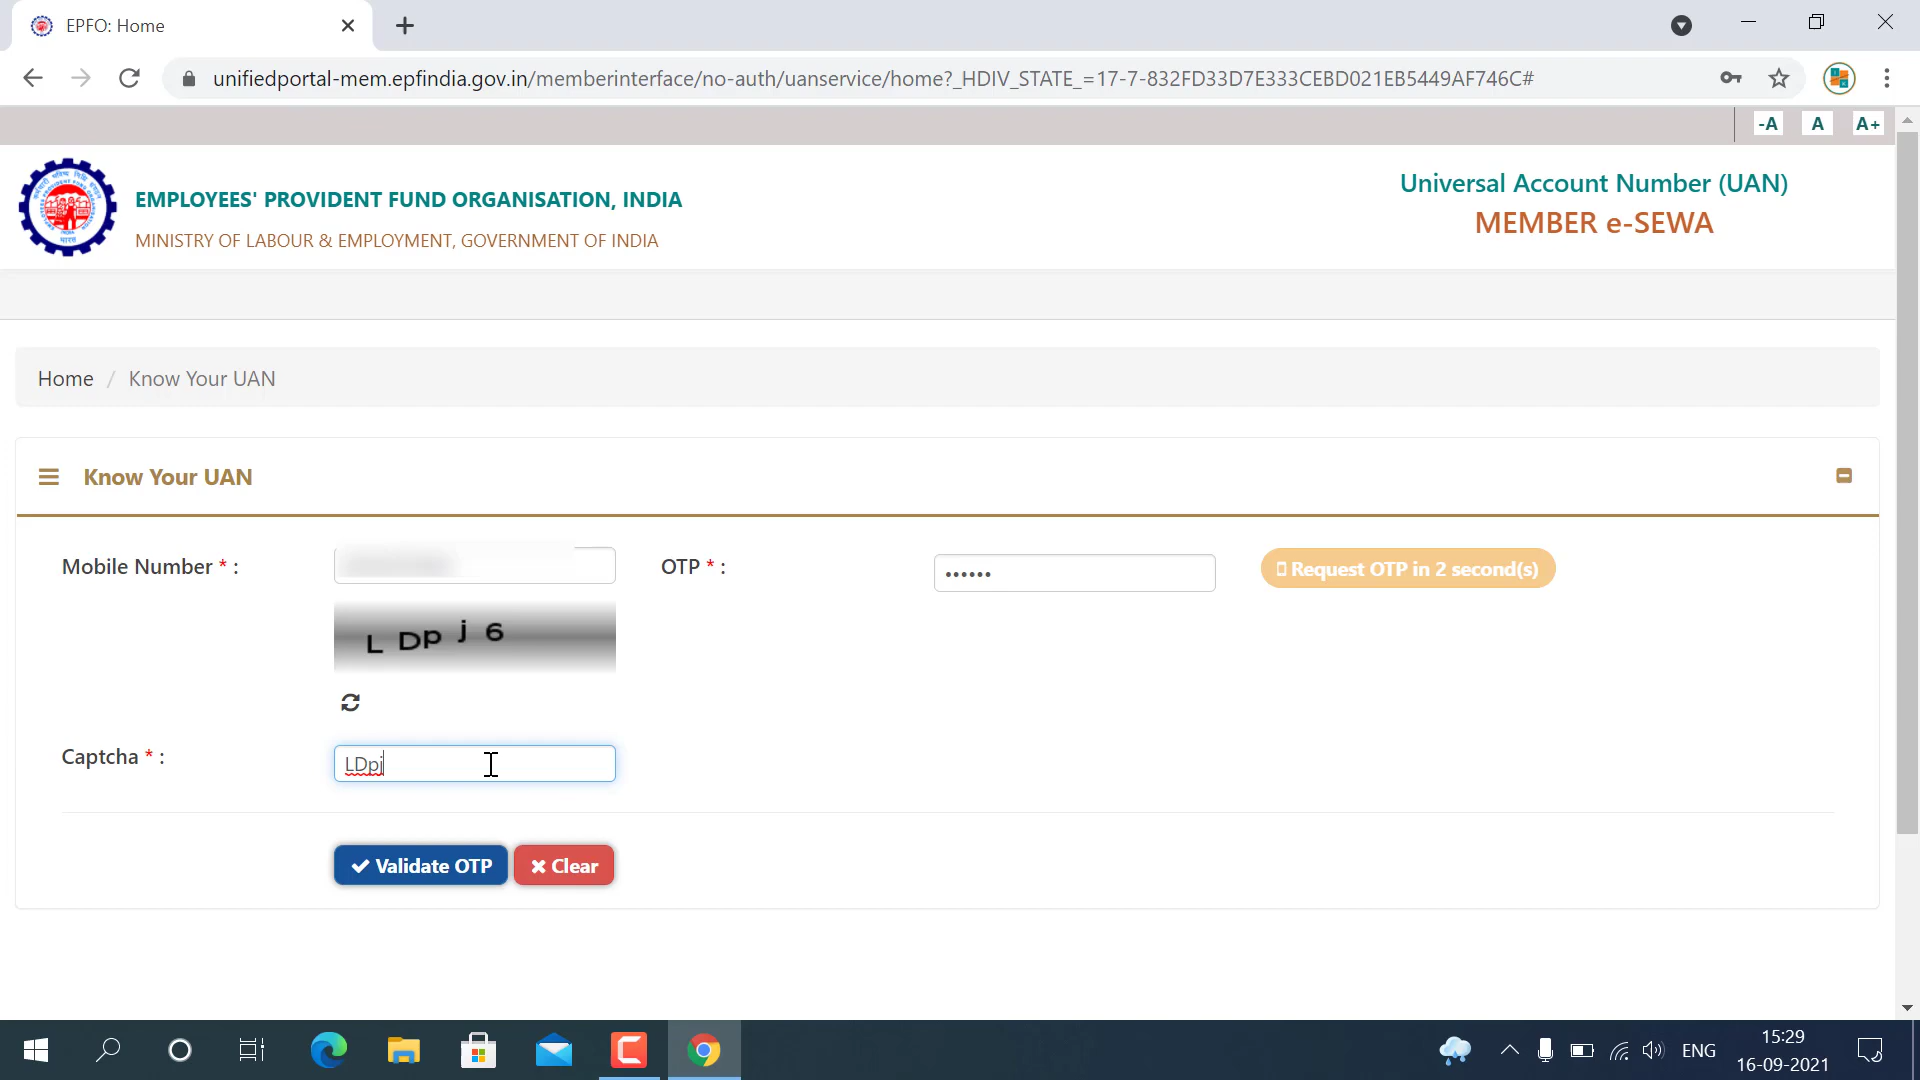 EPFO: Home
unifiedportal-mem.epfindia.gov.in/memberinterface/no-auth/uanservice/home?_HDIV_STATE_=17-7-832FD33D7E333CEBD021EB5449AF746C#
-A A A+
EMPLOYEES' PROVIDENT FUND ORGANISATION, INDIA
MINISTRY OF LABOUR & EMPLOYMENT, GOVERNMENT OF INDIA
Universal Account Number (UAN)
MEMBER e-SEWA
Home / Know Your UAN
Know Your UAN
Mobile Number * :
OTP * :
Request OTP in 2 second(s)
L D p j 6
Captcha * :
LDpj
Validate OTP
Clear
ENG
15:29
16-09-2021